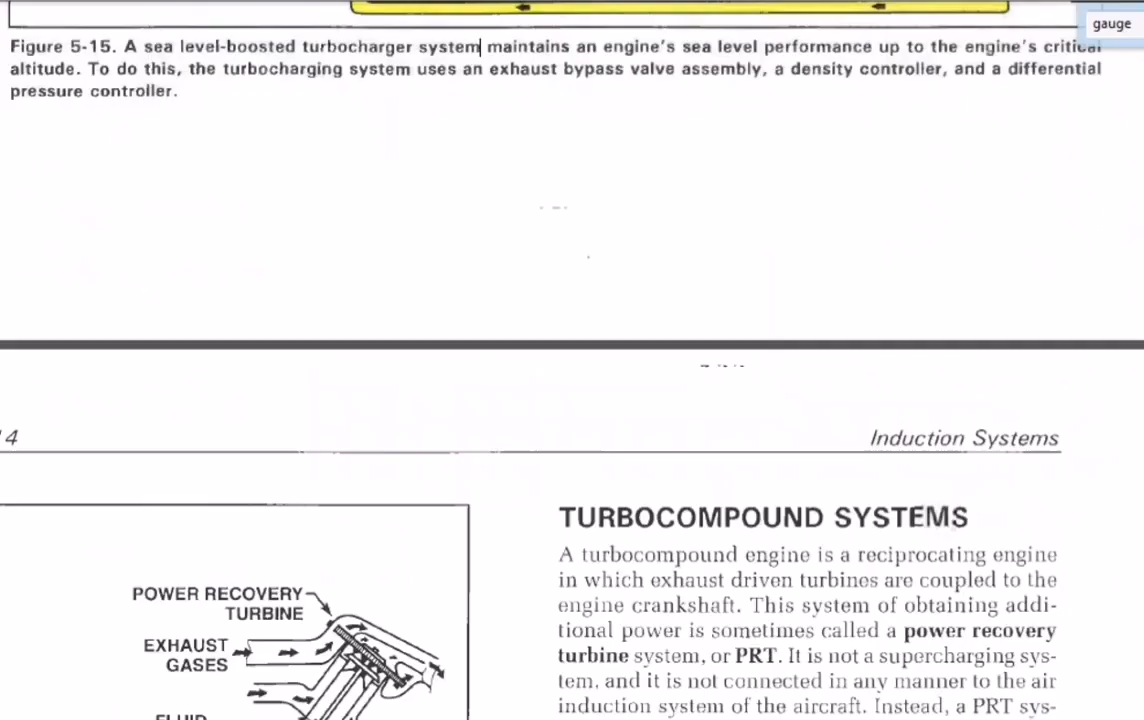 gauge
Figure 5-15. A sea level-boosted turbocharger system maintains an engine's sea level performance up to the engine's critical
altitude. To do this, the turbocharging system uses an exhaust bypass valve assembly, a density controller, and a differential
pressure controller.
4
Induction Systems
POWER RECOVERY
TURBINE
EXHAUST
GASES
FLUID
TURBOCOMPOUND SYSTEMS
A turbocompound engine is a reciprocating engine
in which exhaust driven turbines are coupled to the
engine crankshaft. This system of obtaining addi-
tional power is sometimes called a power recovery
turbine system, or PRT. It is not a supercharging sys-
tem, and it is not connected in any manner to the air
induction system of the aircraft. Instead, a PRT sys-